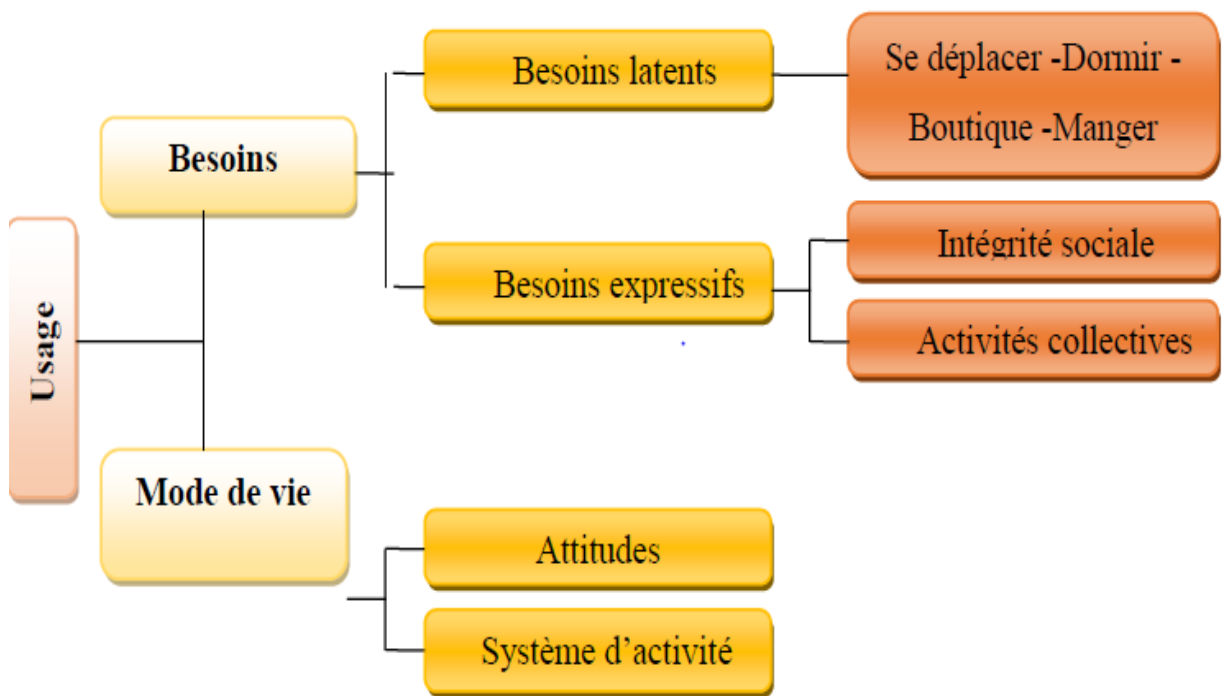 Usage
Besoins
Besoins latents
Se déplacer -Dormir -
Boutique -Manger
Besoins expressifs
Intégrité sociale
Activités collectives
Mode de vie
Attitudes
Système d’activité